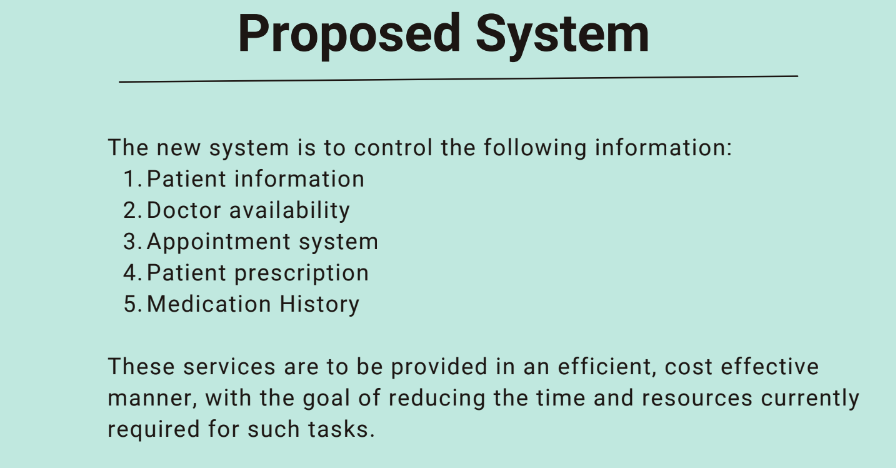 Proposed System
The new system is to control the following information:
1. Patient information
2. Doctor availability
3. Appointment system
4. Patient prescription
5. Medication History
These services are to be provided in an efficient, cost effective
manner, with the goal of reducing the time and resources currently
required for such tasks.